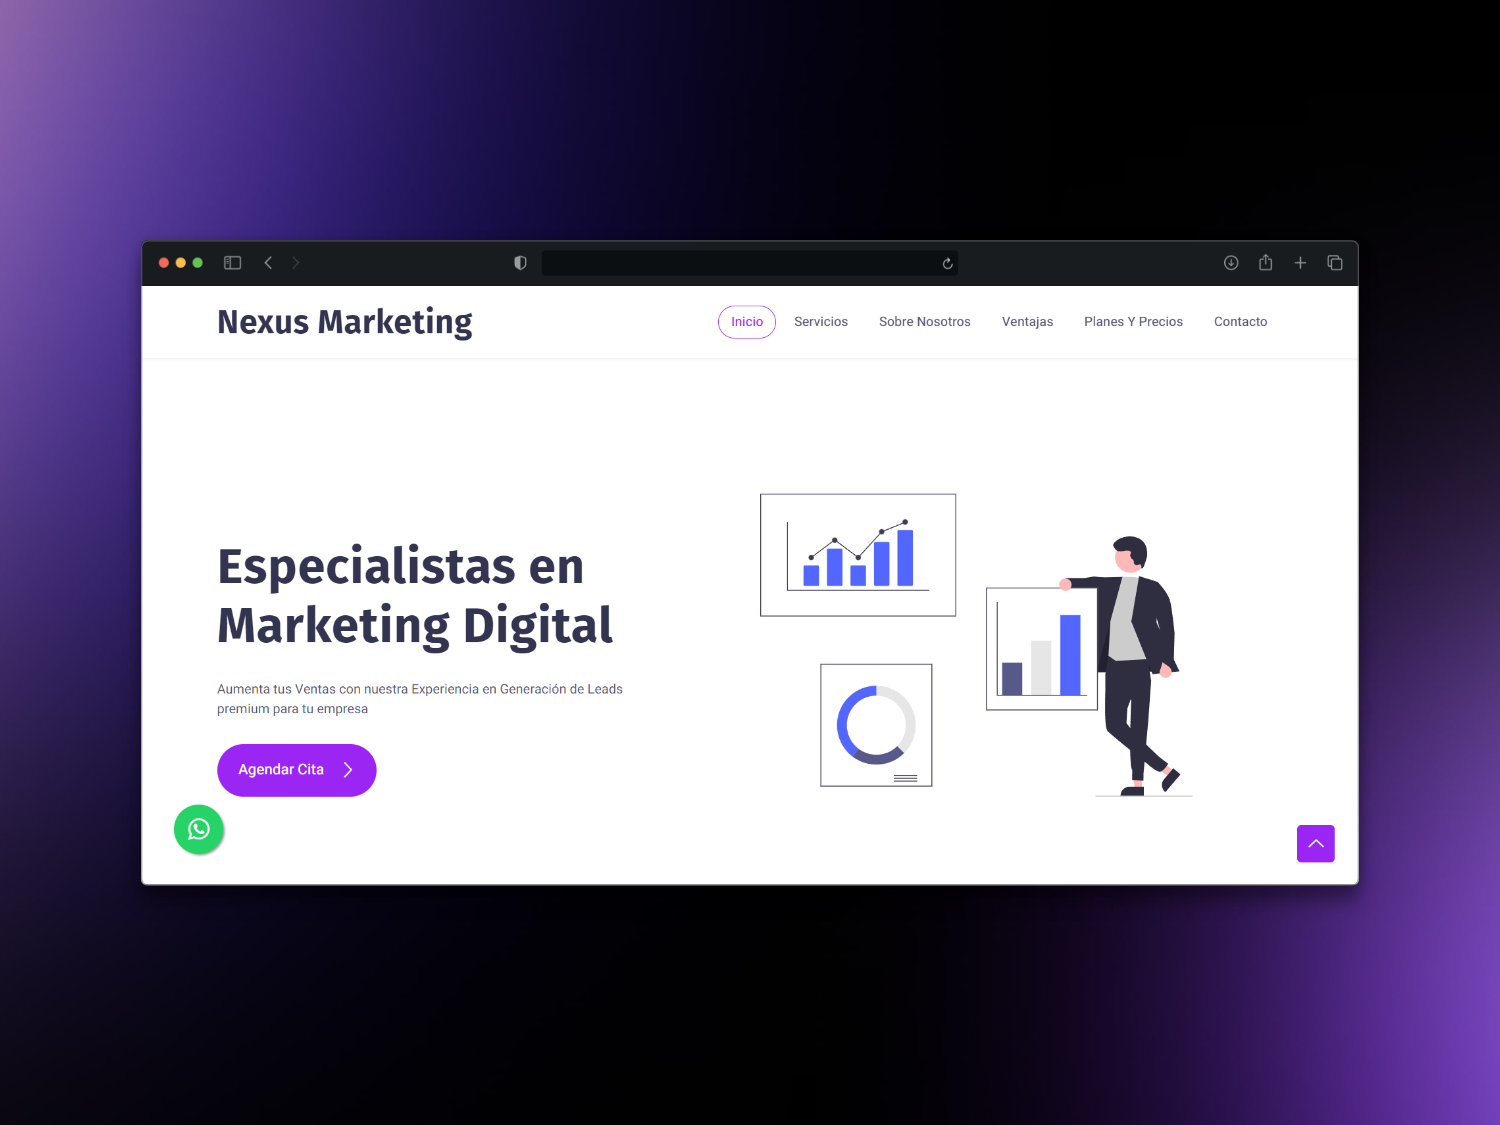 Nexus Marketing
Inicio Servicios Sobre Nosotros Ventajas Planes Y Precios Contacto
Especialistas en
Marketing Digital
Aumenta tus Ventas con nuestra Experiencia en Generación de Leads
premium para tu empresa
Agendar Cita